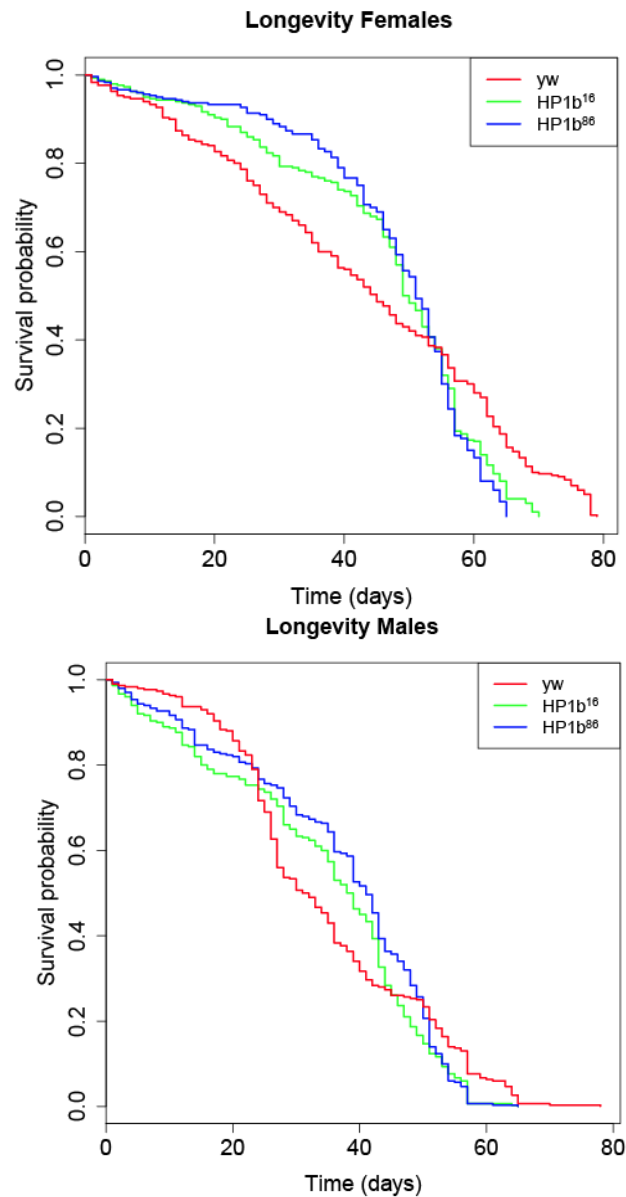 Longevity Females
yw
HP1b¹⁶
HP1b⁸⁶
Survival probability
1.0
0.8
0.6
0.4
0.2
0.0
0 20 40 60 80
Time (days)
Longevity Males
yw
HP1b¹⁶
HP1b⁸⁶
Survival probability
1.0
0.8
0.6
0.4
0.2
0.0
0 20 40 60 80
Time (days)